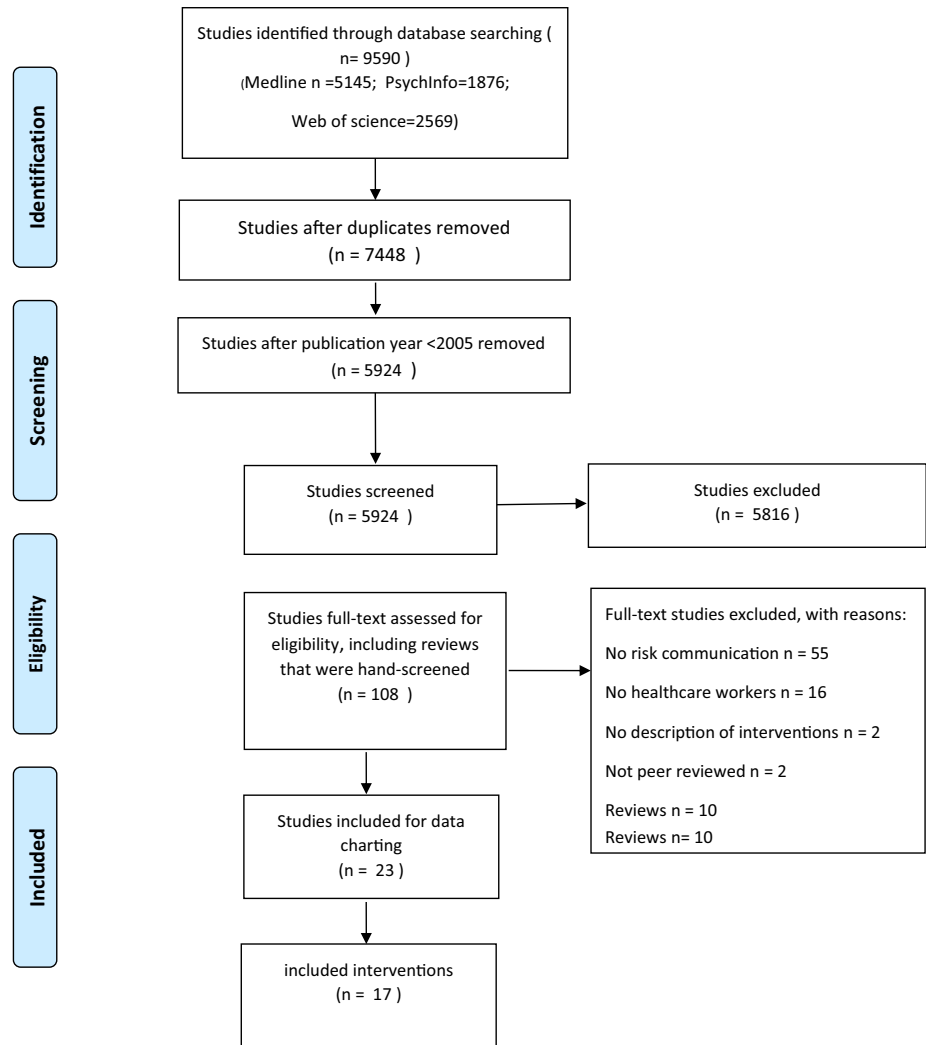 Studies identified through database searching (
n= 9590 )
(Medline n =5145; PsychInfo=1876;
Web of science=2569)
Identification
Studies after duplicates removed
(n = 7448 )
Studies after publication year <2005 removed
(n = 5924 )
Screening
Studies screened
(n = 5924 )
Studies excluded
(n = 5816 )
Eligibility
Studies full-text assessed for
eligibility, including reviews
that were hand-screened
(n = 108 )
Full-text studies excluded, with reasons:
No risk communication n = 55
No healthcare workers n = 16
No description of interventions n = 2
Not peer reviewed n = 2
Reviews n = 10
Reviews n= 10
Included
Studies included for data
charting
(n = 23 )
included interventions
(n = 17 )